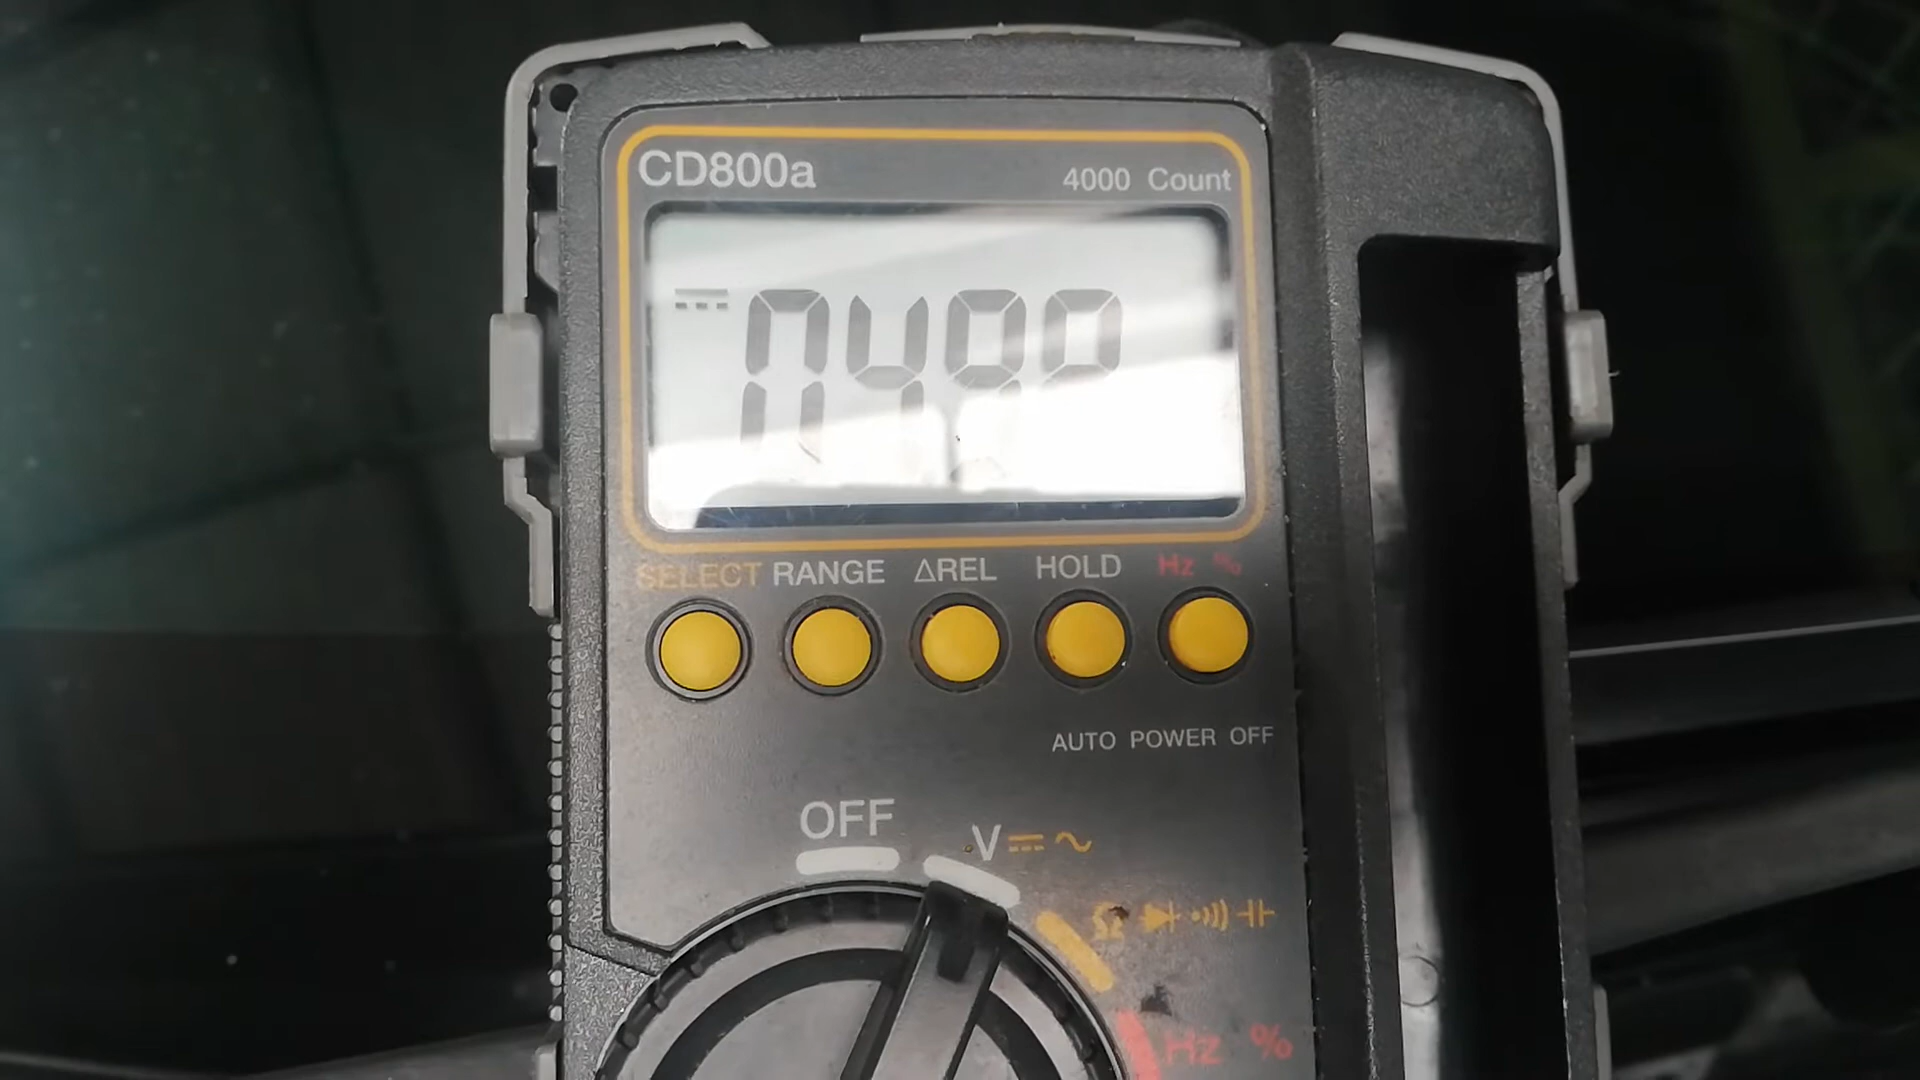 CD800a 4000 Count
SELECT RANGE ΔREL HOLD Hz %
AUTO POWER OFF
OFF
V
Ω
Hz %